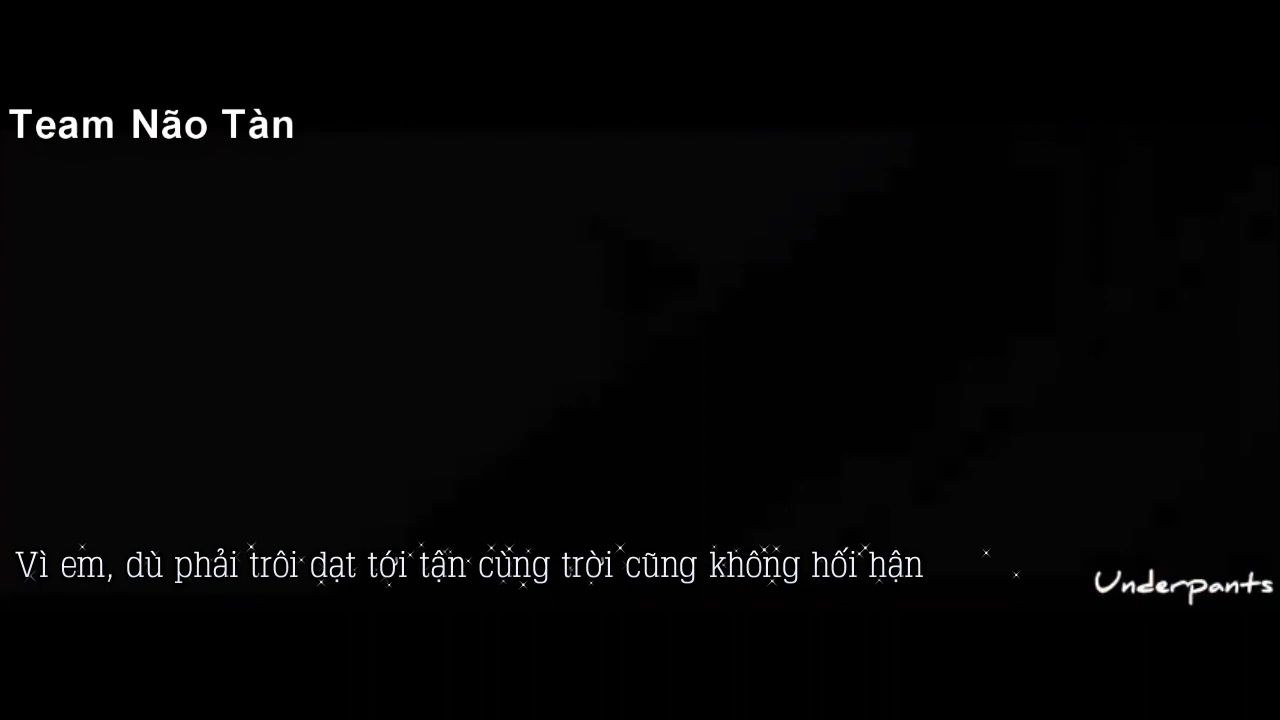 Team Não Tàn
Vì em, dù phải trôi dạt tới tận cùng trời cũng không hối hận
Underpants